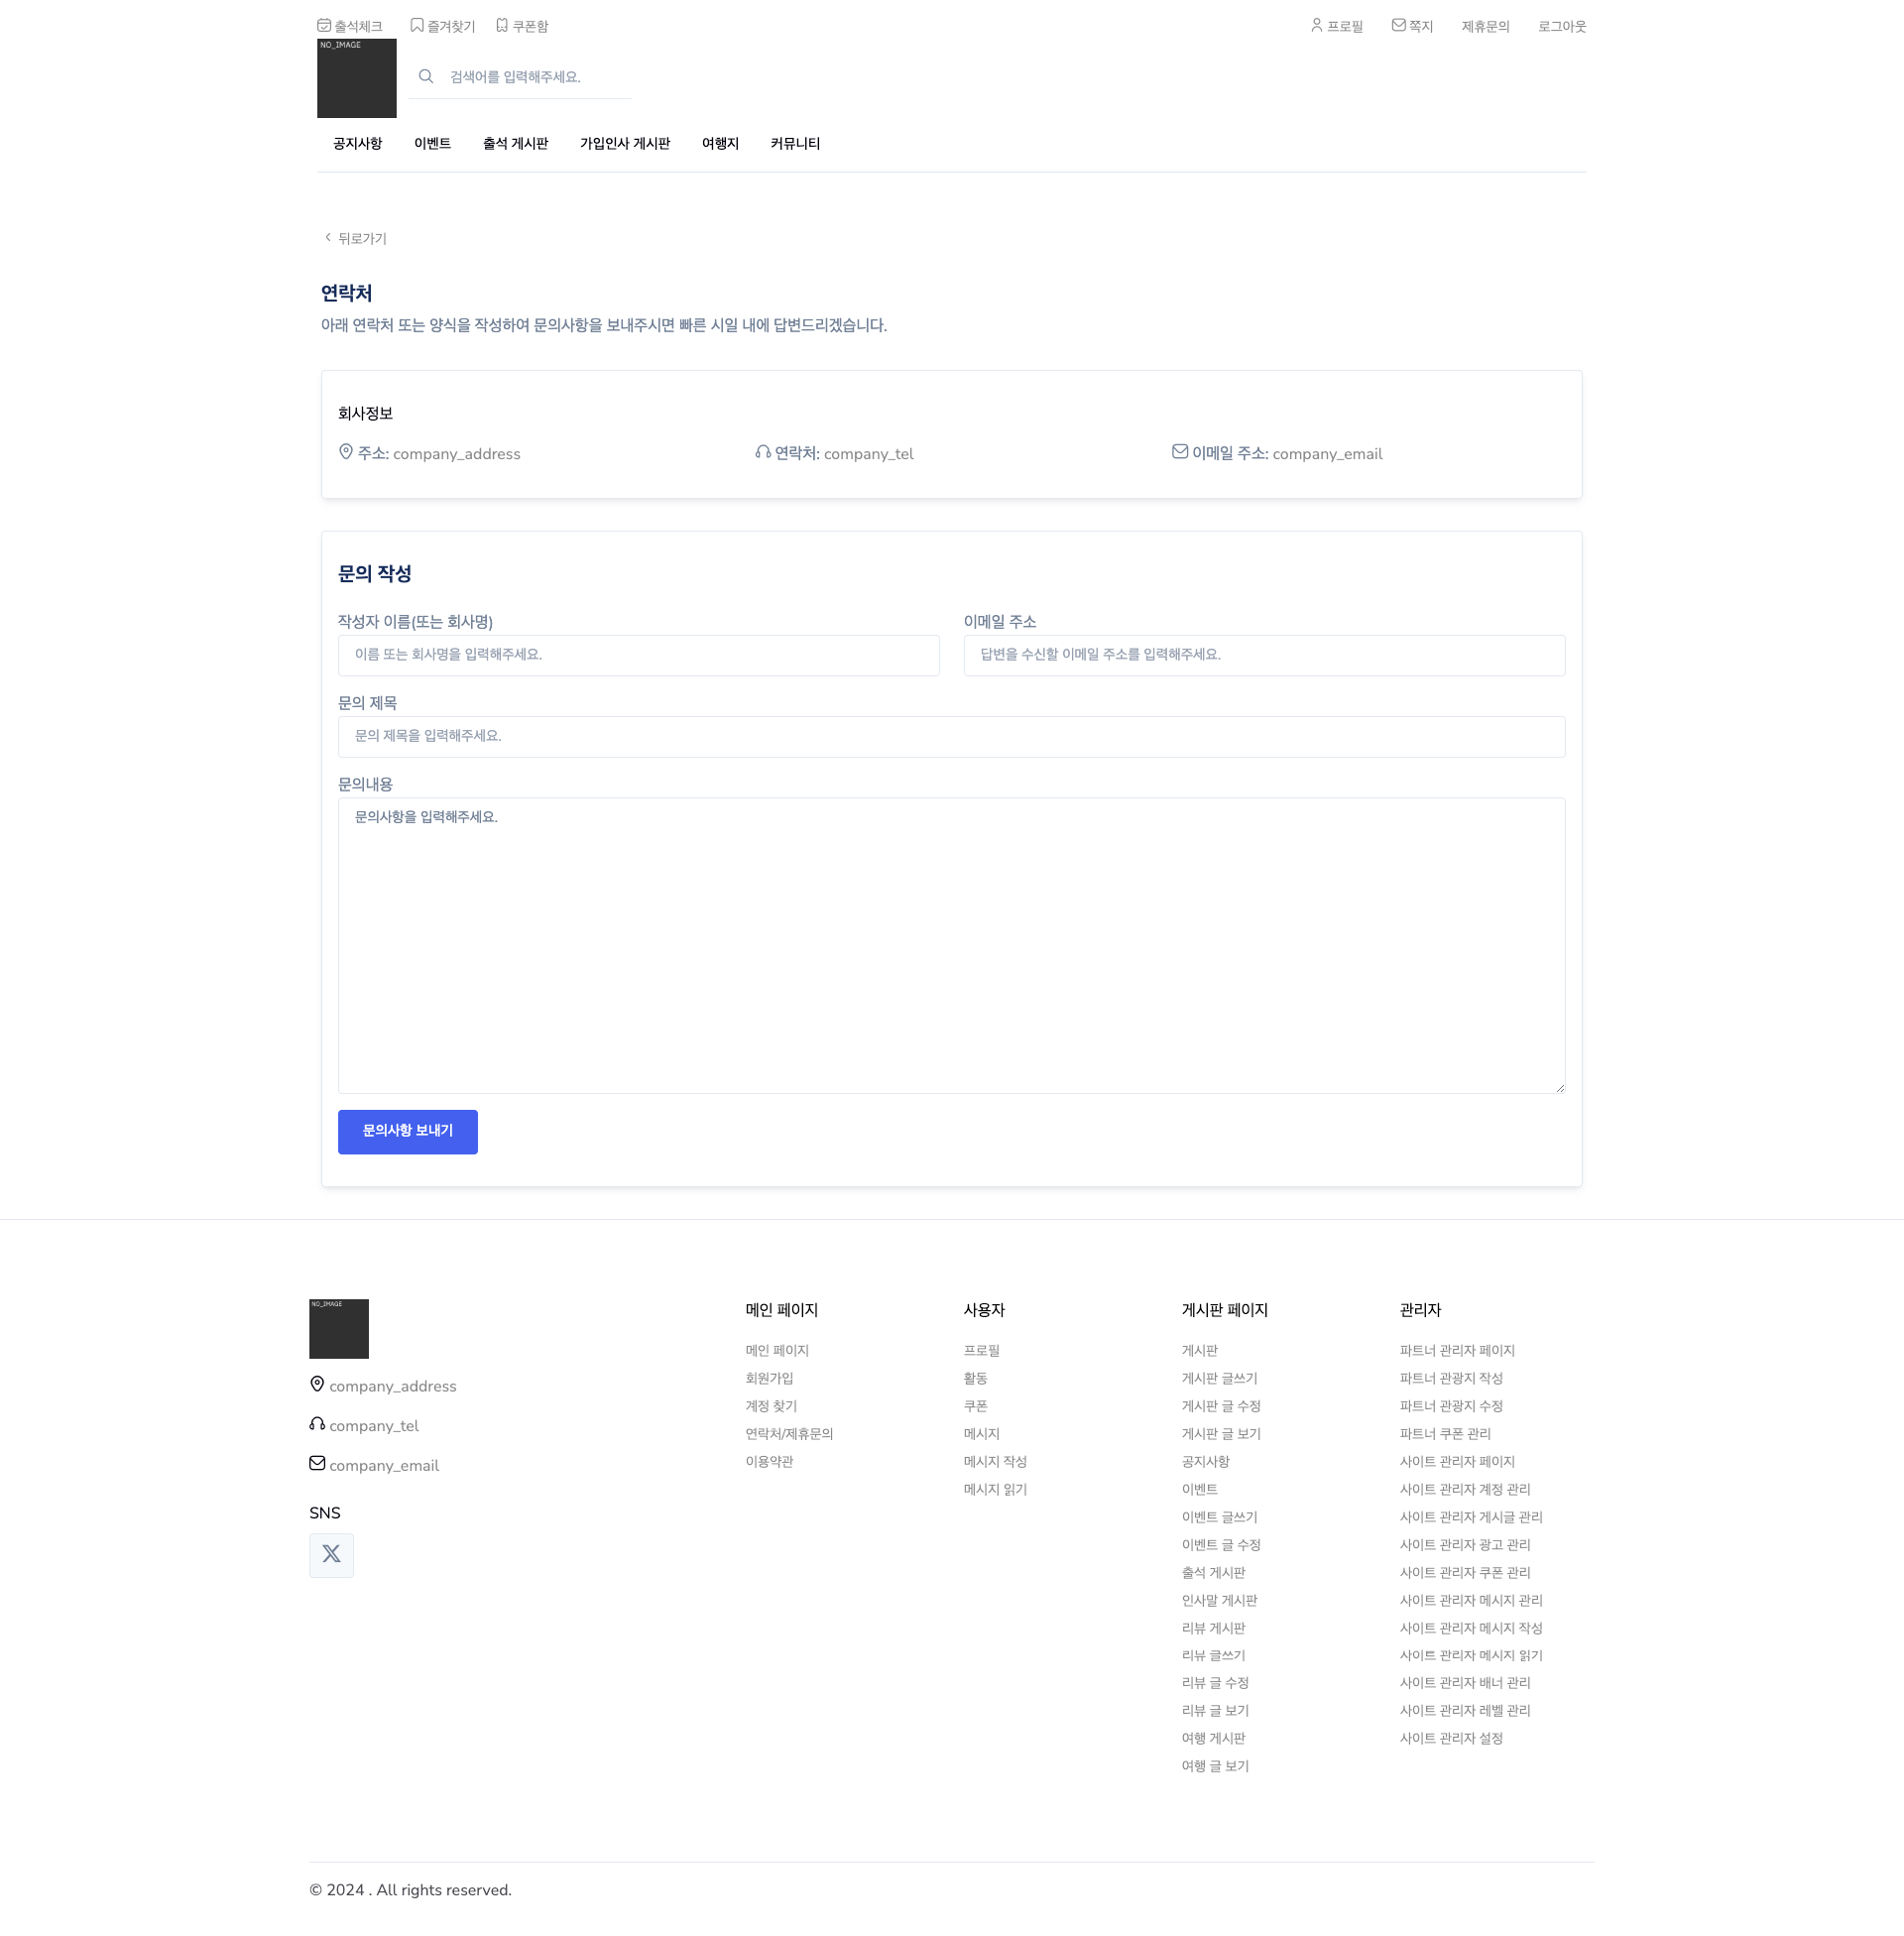 출석체크 즐겨찾기 쿠폰함 프로필 쪽지 제휴문의 로그아웃
NO_IMAGE
검색어를 입력해주세요.
공지사항 이벤트 출석 게시판 가입인사 게시판 여행지 커뮤니티
뒤로가기
연락처
아래 연락처 또는 양식을 작성하여 문의사항을 보내주시면 빠른 시일 내에 답변드리겠습니다.
회사정보
주소: company_address 연락처: company_tel 이메일 주소: company_email
문의 작성
작성자 이름(또는 회사명) 이메일 주소
이름 또는 회사명을 입력해주세요. 답변을 수신할 이메일 주소를 입력해주세요.
문의 제목
문의 제목을 입력해주세요.
문의내용
문의사항을 입력해주세요.
문의사항 보내기
NO_IMAGE
company_address
company_tel
company_email
SNS
메인 페이지
메인 페이지
회원가입
계정 찾기
연락처/제휴문의
이용약관
사용자
프로필
활동
쿠폰
메시지
메시지 작성
메시지 읽기
게시판 페이지
게시판
게시판 글쓰기
게시판 글 수정
게시판 글 보기
공지사항
이벤트
이벤트 글쓰기
이벤트 글 수정
출석 게시판
인사말 게시판
리뷰 게시판
리뷰 글쓰기
리뷰 글 수정
리뷰 글 보기
여행 게시판
여행 글 보기
관리자
파트너 관리자 페이지
파트너 관광지 작성
파트너 관광지 수정
파트너 쿠폰 관리
사이트 관리자 페이지
사이트 관리자 계정 관리
사이트 관리자 게시글 관리
사이트 관리자 광고 관리
사이트 관리자 쿠폰 관리
사이트 관리자 메시지 관리
사이트 관리자 메시지 작성
사이트 관리자 메시지 읽기
사이트 관리자 배너 관리
사이트 관리자 레벨 관리
사이트 관리자 설정
© 2024 . All rights reserved.